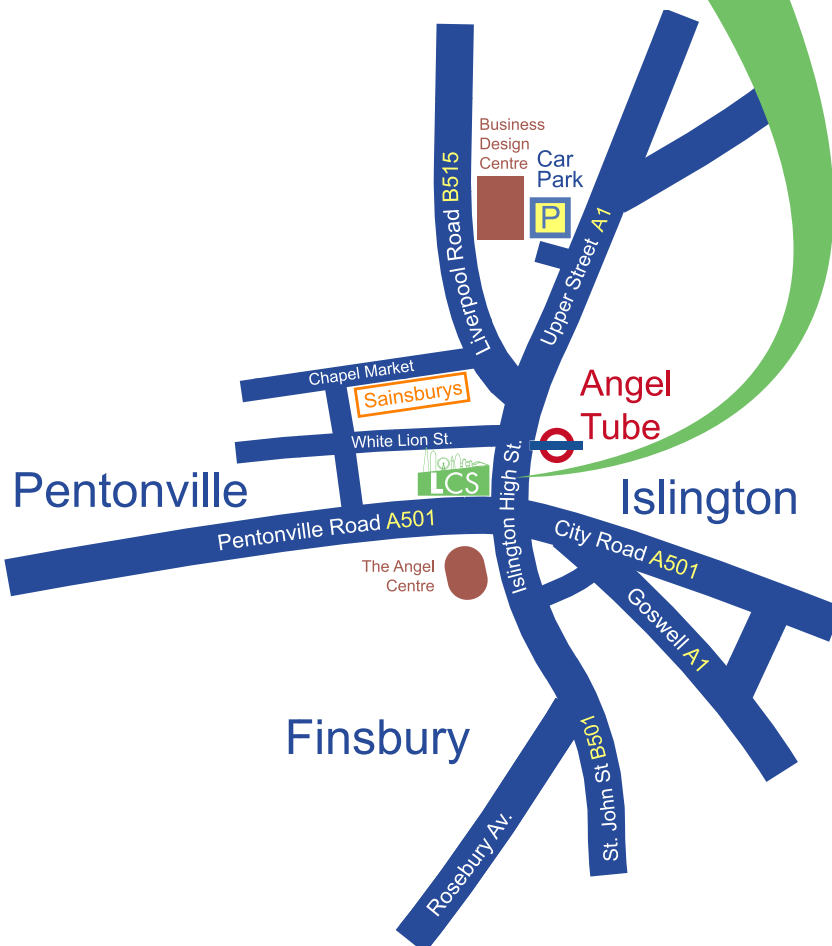 Business
Design
Centre
Car
Park
P
Liverpool Road B515
Upper Street A1
Chapel Market
Sainsburys
Angel
Tube
White Lion St.
LCS
Islington High St.
Pentonville
Islington
Pentonville Road A501
City Road A501
The Angel
Centre
Goswell A1
Finsbury
St. John St B501
Rosebury Av.